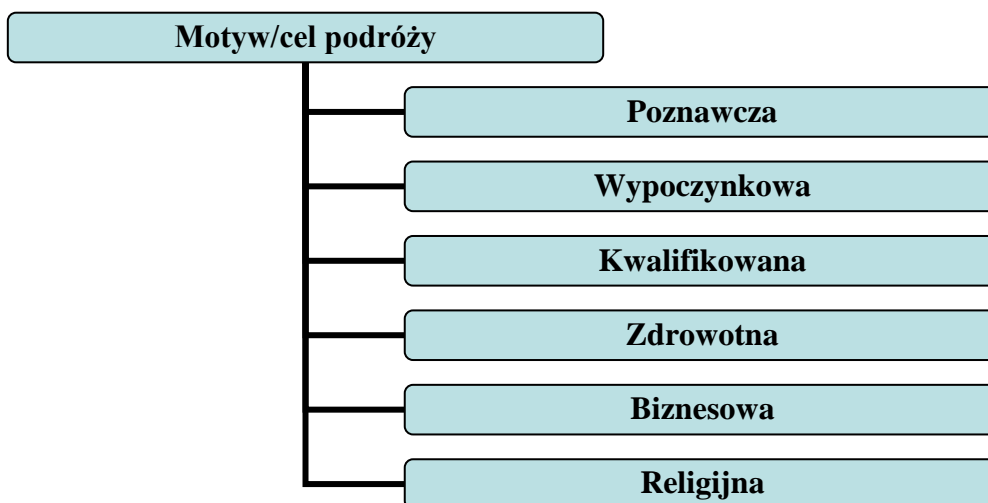 Motyw/cel podróży
Poznawcza
Wypoczynkowa
Kwalifikowana
Zdrowotna
Biznesowa
Religijna